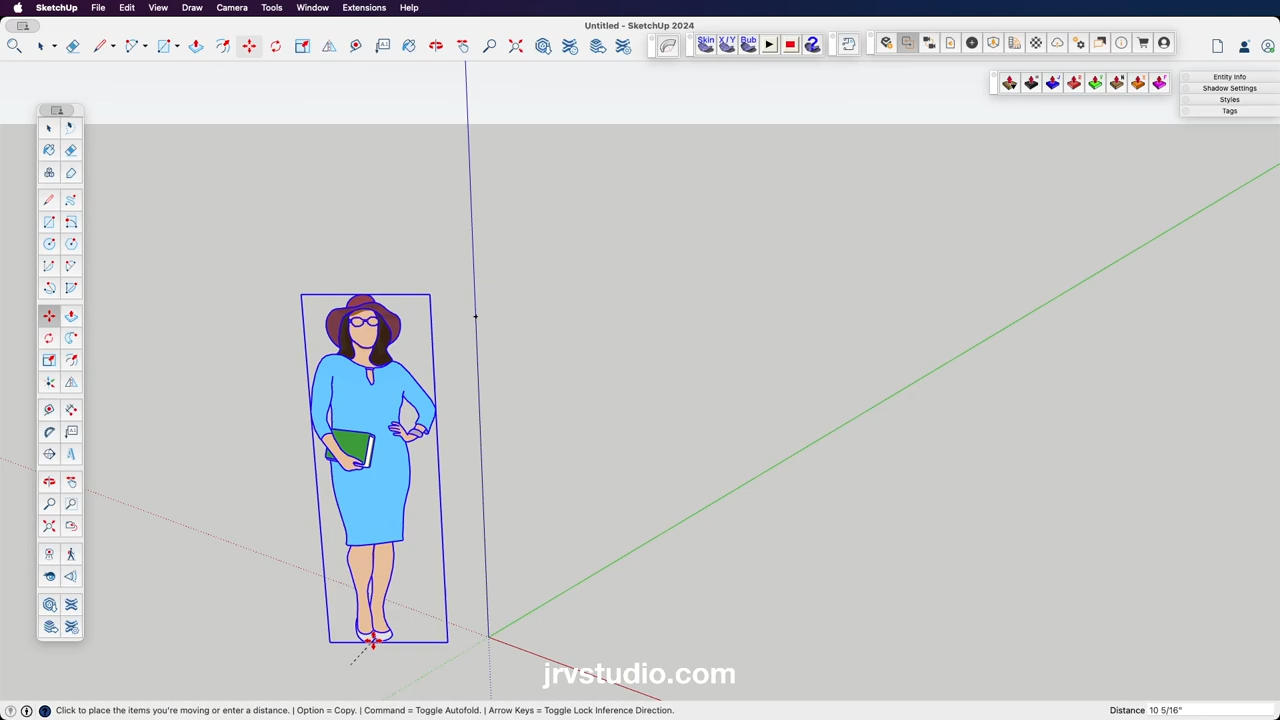 SketchUp File Edit View Draw Camera Tools Window Extensions Help
Untitled - SketchUp 2024
Skin X/Y Bub
Entity Info
Shadow Settings
Styles
Tags
jrvstudio.com
Click to place the items you're moving or enter a distance. | Option = Copy. | Command = Toggle Autofold. | Arrow Keys = Toggle Lock Inference Direction.
Distance 10 5/16"